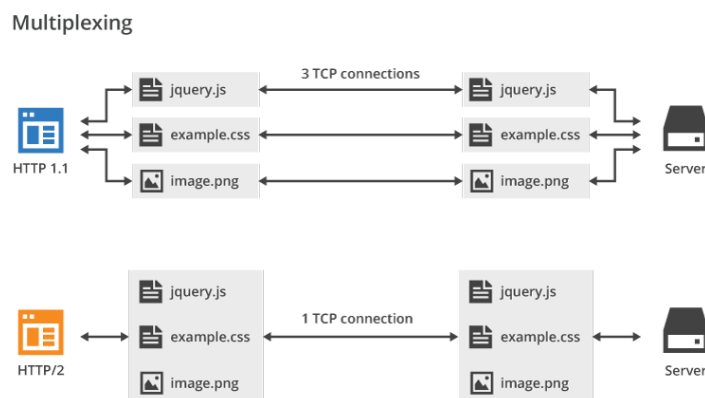 Multiplexing
3 TCP connections
jquery.js
jquery.js
example.css
example.css
HTTP 1.1
Server
image.png
image.png
jquery.js
jquery.js
1 TCP connection
example.css
example.css
HTTP/2
Server
image.png
image.png